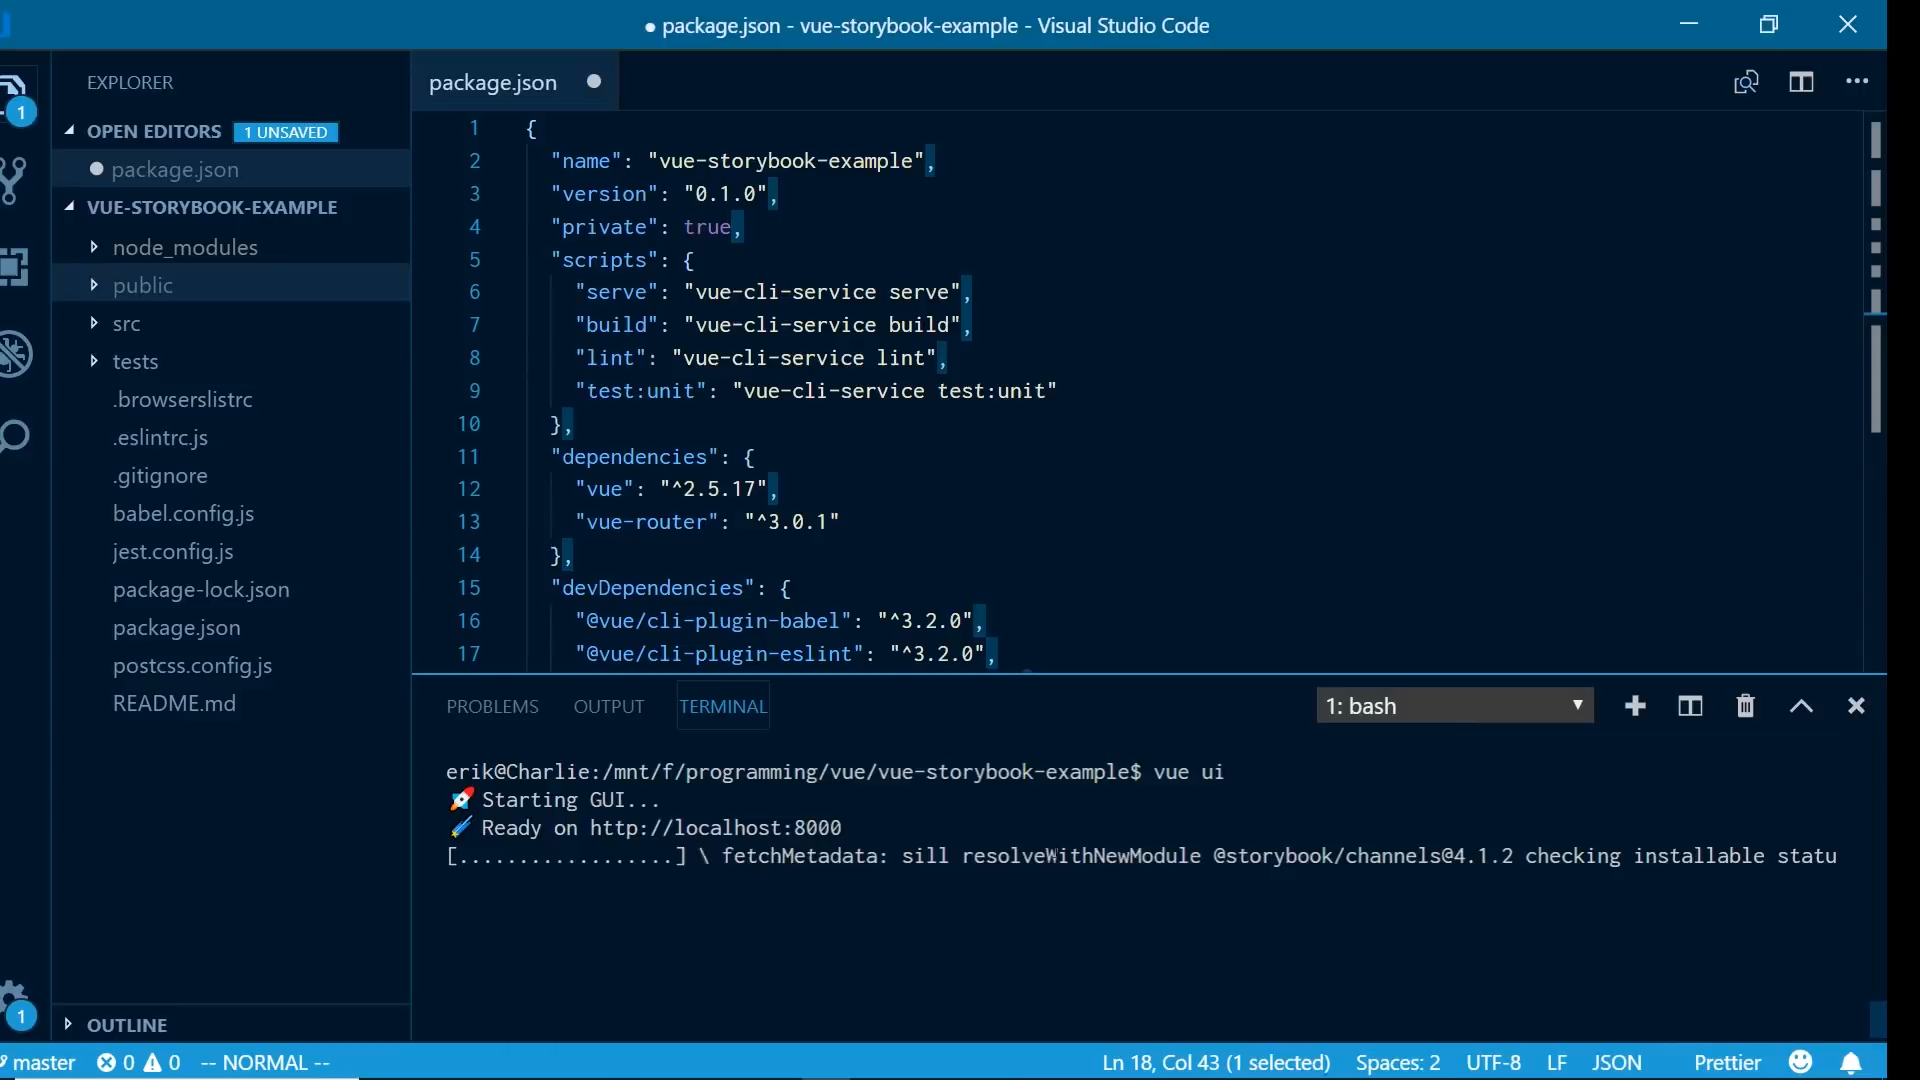 ● package.json - vue-storybook-example - Visual Studio Code
EXPLORER
OPEN EDITORS 1 UNSAVED
package.json
VUE-STORYBOOK-EXAMPLE
node_modules
public
src
tests
.browserslistrc
.eslintrc.js
.gitignore
babel.config.js
jest.config.js
package-lock.json
package.json
postcss.config.js
README.md
OUTLINE
1
1
package.json
1 {
2 "name": "vue-storybook-example",
3 "version": "0.1.0",
4 "private": true,
5 "scripts": {
6 "serve": "vue-cli-service serve",
7 "build": "vue-cli-service build",
8 "lint": "vue-cli-service lint",
9 "test:unit": "vue-cli-service test:unit"
10 },
11 "dependencies": {
12 "vue": "^2.5.17",
13 "vue-router": "^3.0.1"
14 },
15 "devDependencies": {
16 "@vue/cli-plugin-babel": "^3.2.0",
17 "@vue/cli-plugin-eslint": "^3.2.0",
PROBLEMS OUTPUT TERMINAL 1: bash
erik@Charlie:/mnt/f/programming/vue/vue-storybook-example$ vue ui
🚀 Starting GUI...
🌠 Ready on http://localhost:8000
[..................] \ fetchMetadata: sill resolveWithNewModule @storybook/channels@4.1.2 checking installable statu
master 0 0 -- NORMAL -- Ln 18, Col 43 (1 selected) Spaces: 2 UTF-8 LF JSON Prettier